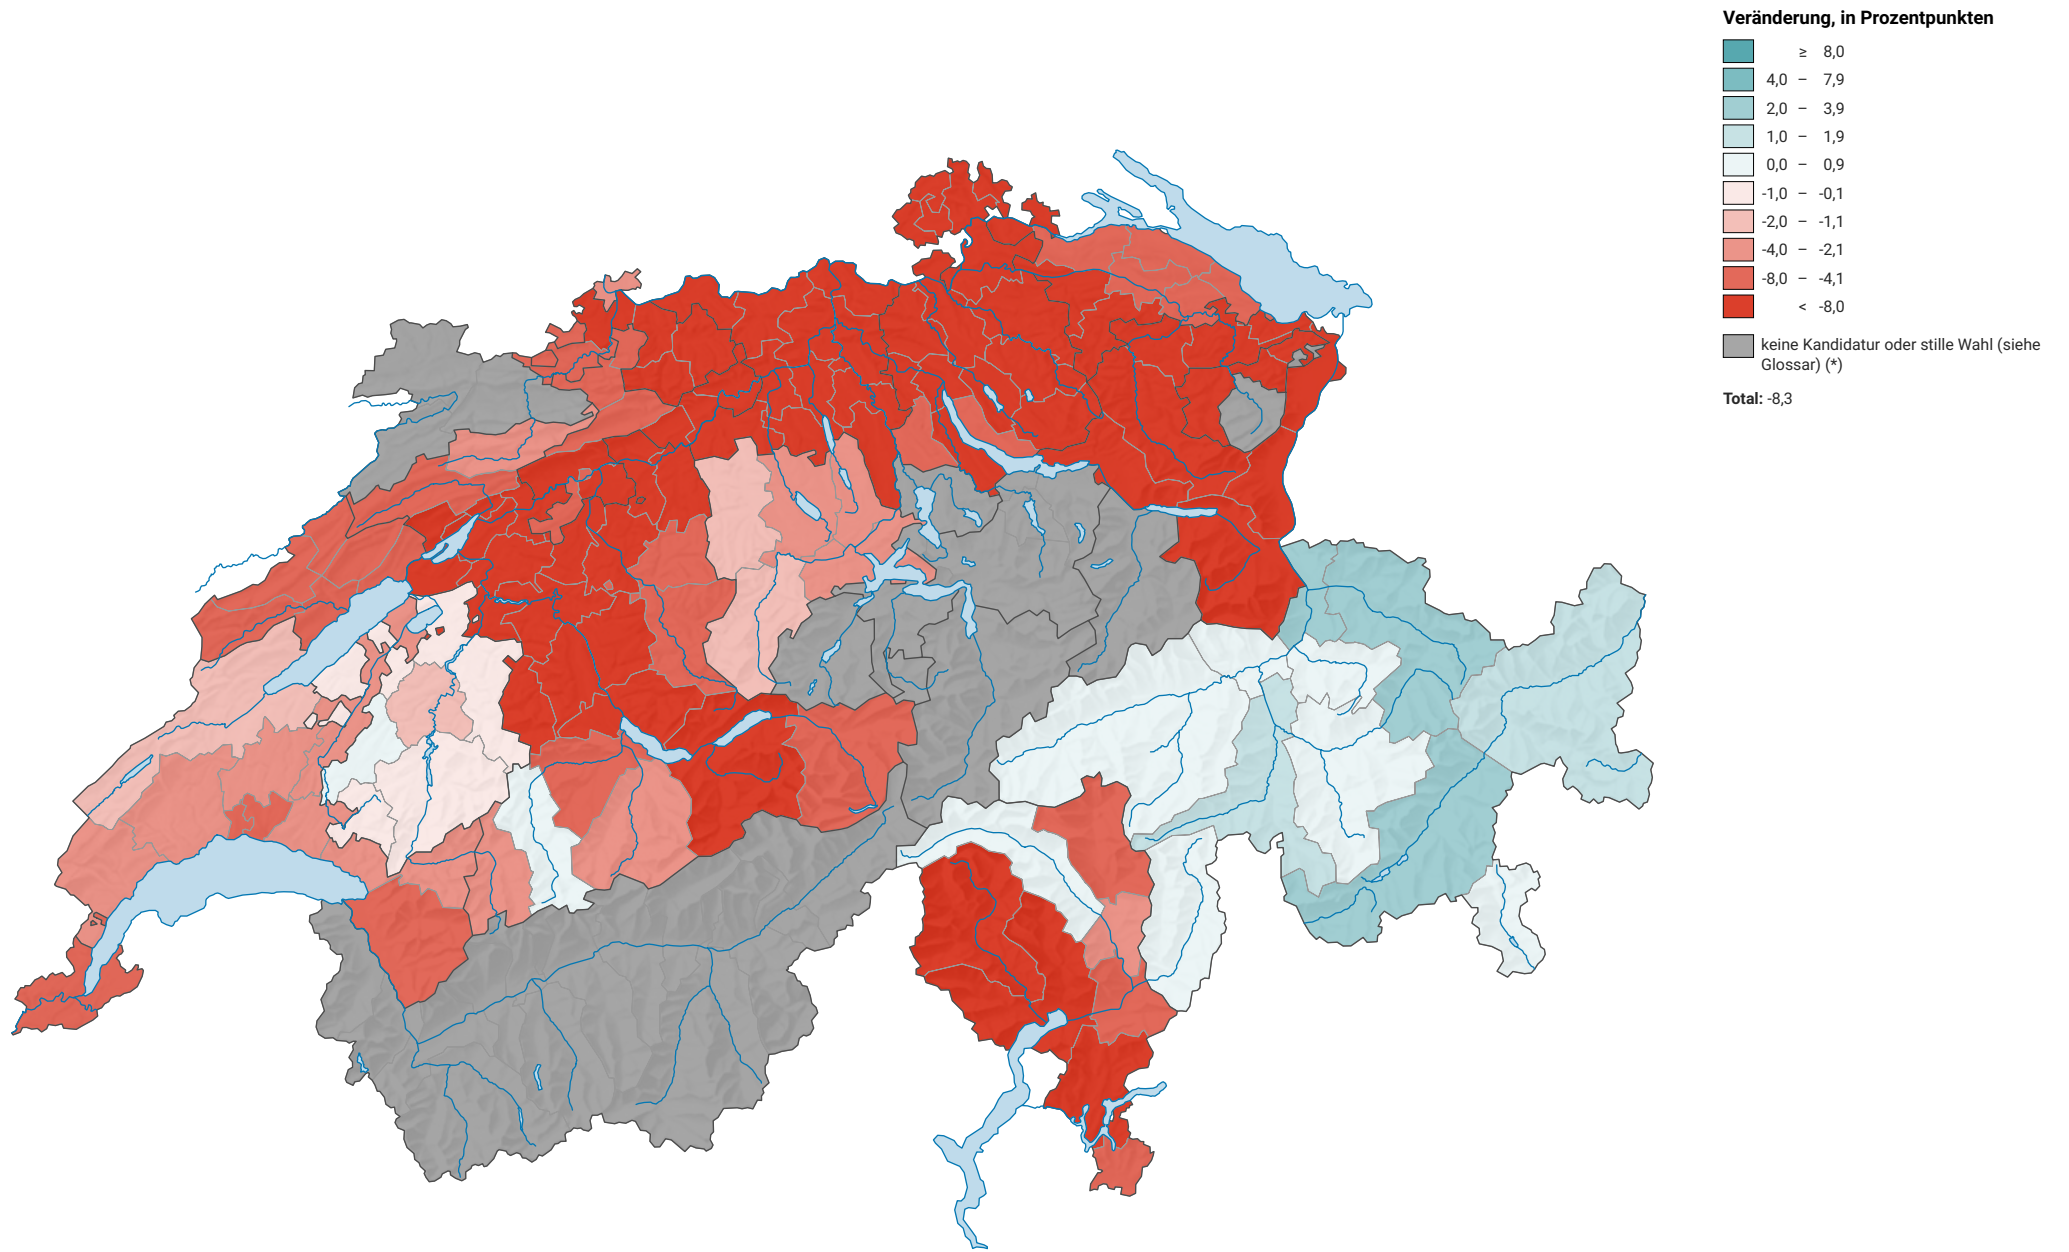 Veränderung, in Prozentpunkten
≥ 8,0
4,0 – 7,9
2,0 – 3,9
1,0 – 1,9
0,0 – 0,9
-1,0 – -0,1
-2,0 – -1,1
-4,0 – -2,1
-8,0 – -4,1
< -8,0
keine Kandidatur oder stille Wahl (siehe
Glossar) (*)
Total: -8,3